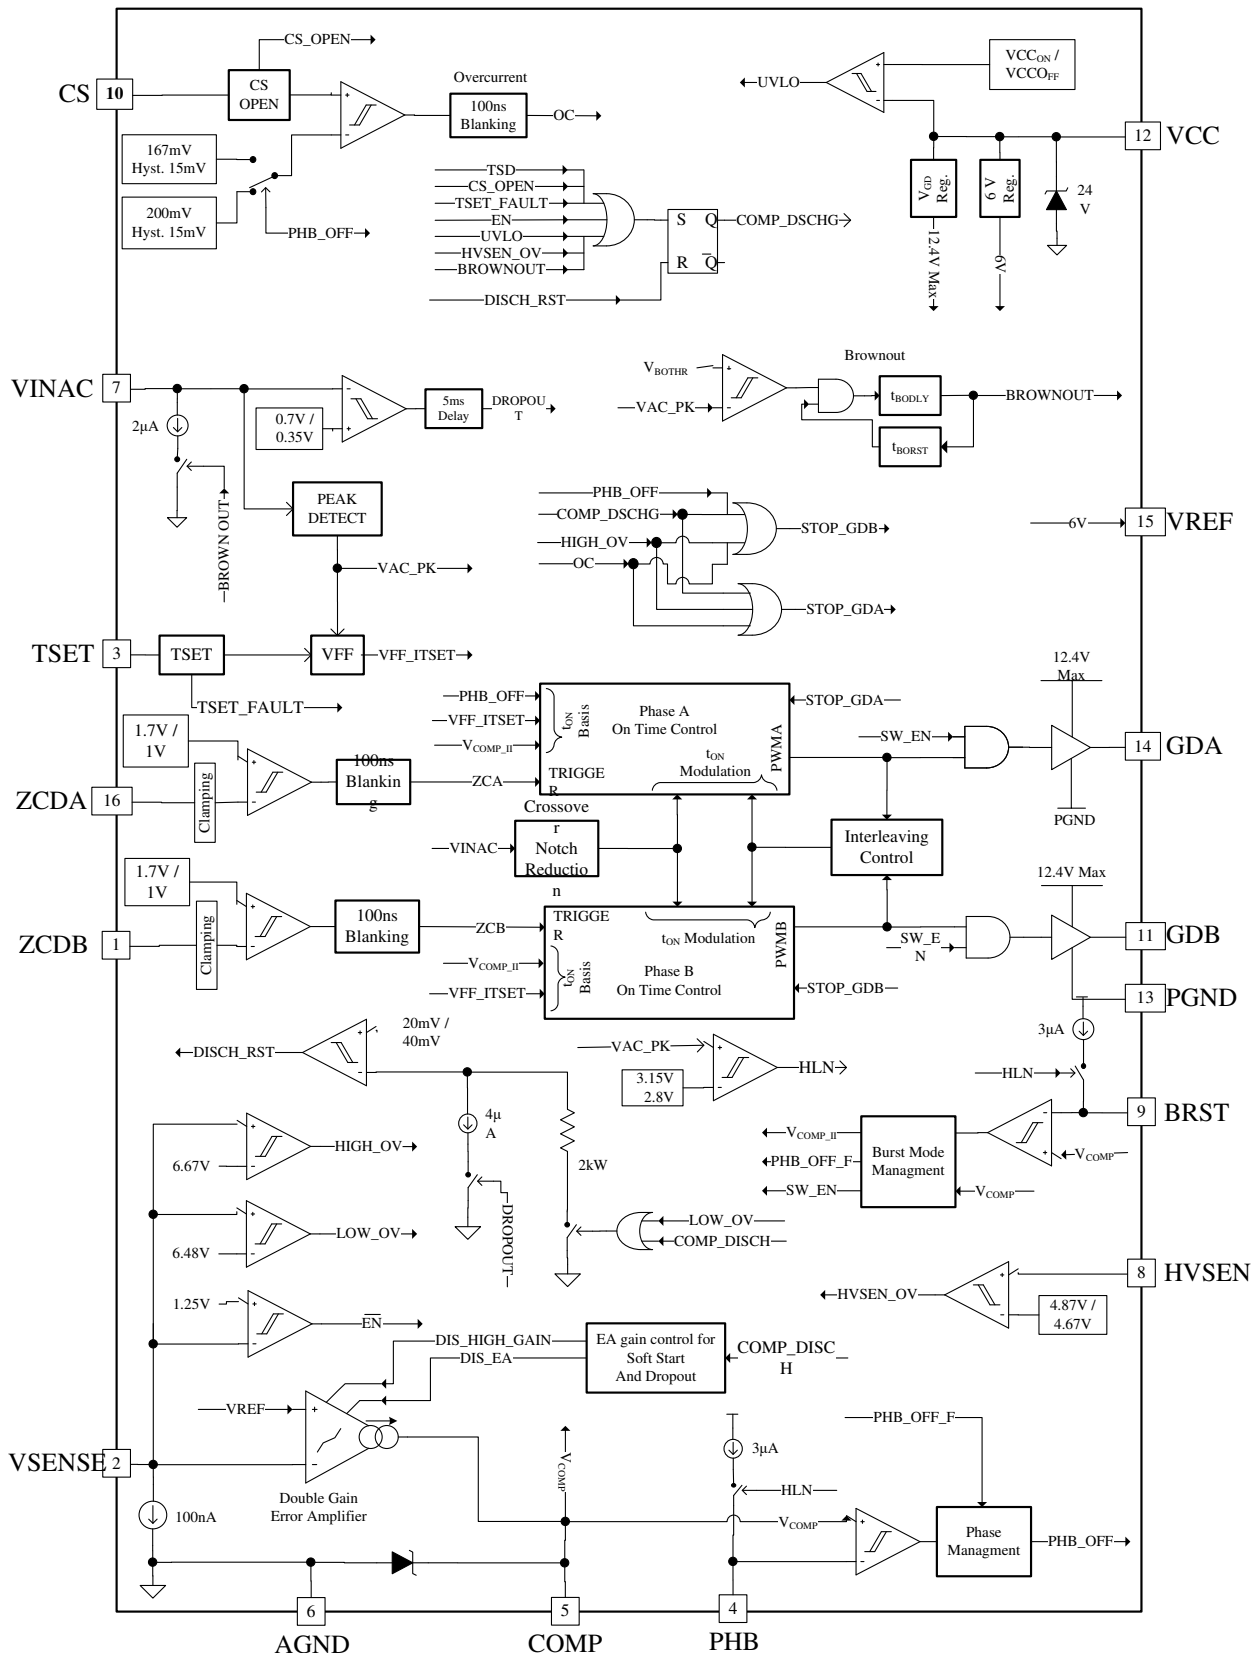 CS_OPEN
CS
10
CS
OPEN
+
-
Overcurrent
100ns
Blanking
OC
167mV
Hyst. 15mV
200mV
Hyst. 15mV
PHB_OFF
TSD
CS_OPEN
TSET_FAULT
EN
UVLO
HVSEN_OV
BROWNOUT
DISCH_RST
S
Q
R
Q
COMP_DSCHG
UVLO
+
-
VCCON /
VCCOFF
12
VCC
VGD
Reg.
6 V
Reg.
24
V
12.4V Max
6V
VINAC
7
2μA
0.7V /
0.35V
-
+
5ms
Delay
DROPOU
T
BROWN OUT
PEAK
DETECT
VAC_PK
Brownout
VBOTHR
VAC_PK
+
-
tBODLY
tBORST
BROWNOUT
PHB_OFF
COMP_DSCHG
HIGH_OV
OC
STOP_GDB
STOP_GDA
6V
15
VREF
TSET
3
TSET
VFF
VFF_ITSET
TSET_FAULT
1.7V /
1V
+
-
Clamping
ZCDA
16
100ns
Blankin
g
ZCA
PHB_OFF
VFF_ITSET
VCOMP_II
tON
Basis
Phase A
On Time Control
tON
Modulation
TRIGGE
R
PWMA
STOP_GDA
SW_EN
12.4V
Max
PGND
14
GDA
Crossove
r
Notch
Reductio
n
VINAC
Interleaving
Control
1.7V /
1V
+
-
Clamping
ZCDB
1
100ns
Blanking
ZCB
VCOMP_II
VFF_ITSET
TRIGGE
R
tON
Basis
tON Modulation
Phase B
On Time Control
PWMB
STOP_GDB
SW_E
N
12.4V Max
11
GDB
13
PGND
DISCH_RST
+
-
20mV /
40mV
4μ
A
2kW
DROPOUT
LOW_OV
COMP_DISCH
VAC_PK
3.15V
2.8V
+
-
HLN
3μA
HLN
9
BRST
-
+
VCOMP
VCOMP
Burst Mode
Managment
VCOMP_II
PHB_OFF_F
SW_EN
+
-
6.67V
HIGH_OV
+
-
6.48V
LOW_OV
1.25V
+
-
EN
8
HVSEN
+
-
4.87V /
4.67V
HVSEN_OV
DIS_HIGH_GAIN
DIS_EA
EA gain control for
Soft Start
And Dropout
COMP_DISC
H
VREF
+
-
VSENSE
2
100nA
Double Gain
Error Amplifier
VCOMP
3μA
HLN
VCOMP
+
-
PHB_OFF_F
Phase
Managment
PHB_OFF
6
AGND
5
COMP
4
PHB